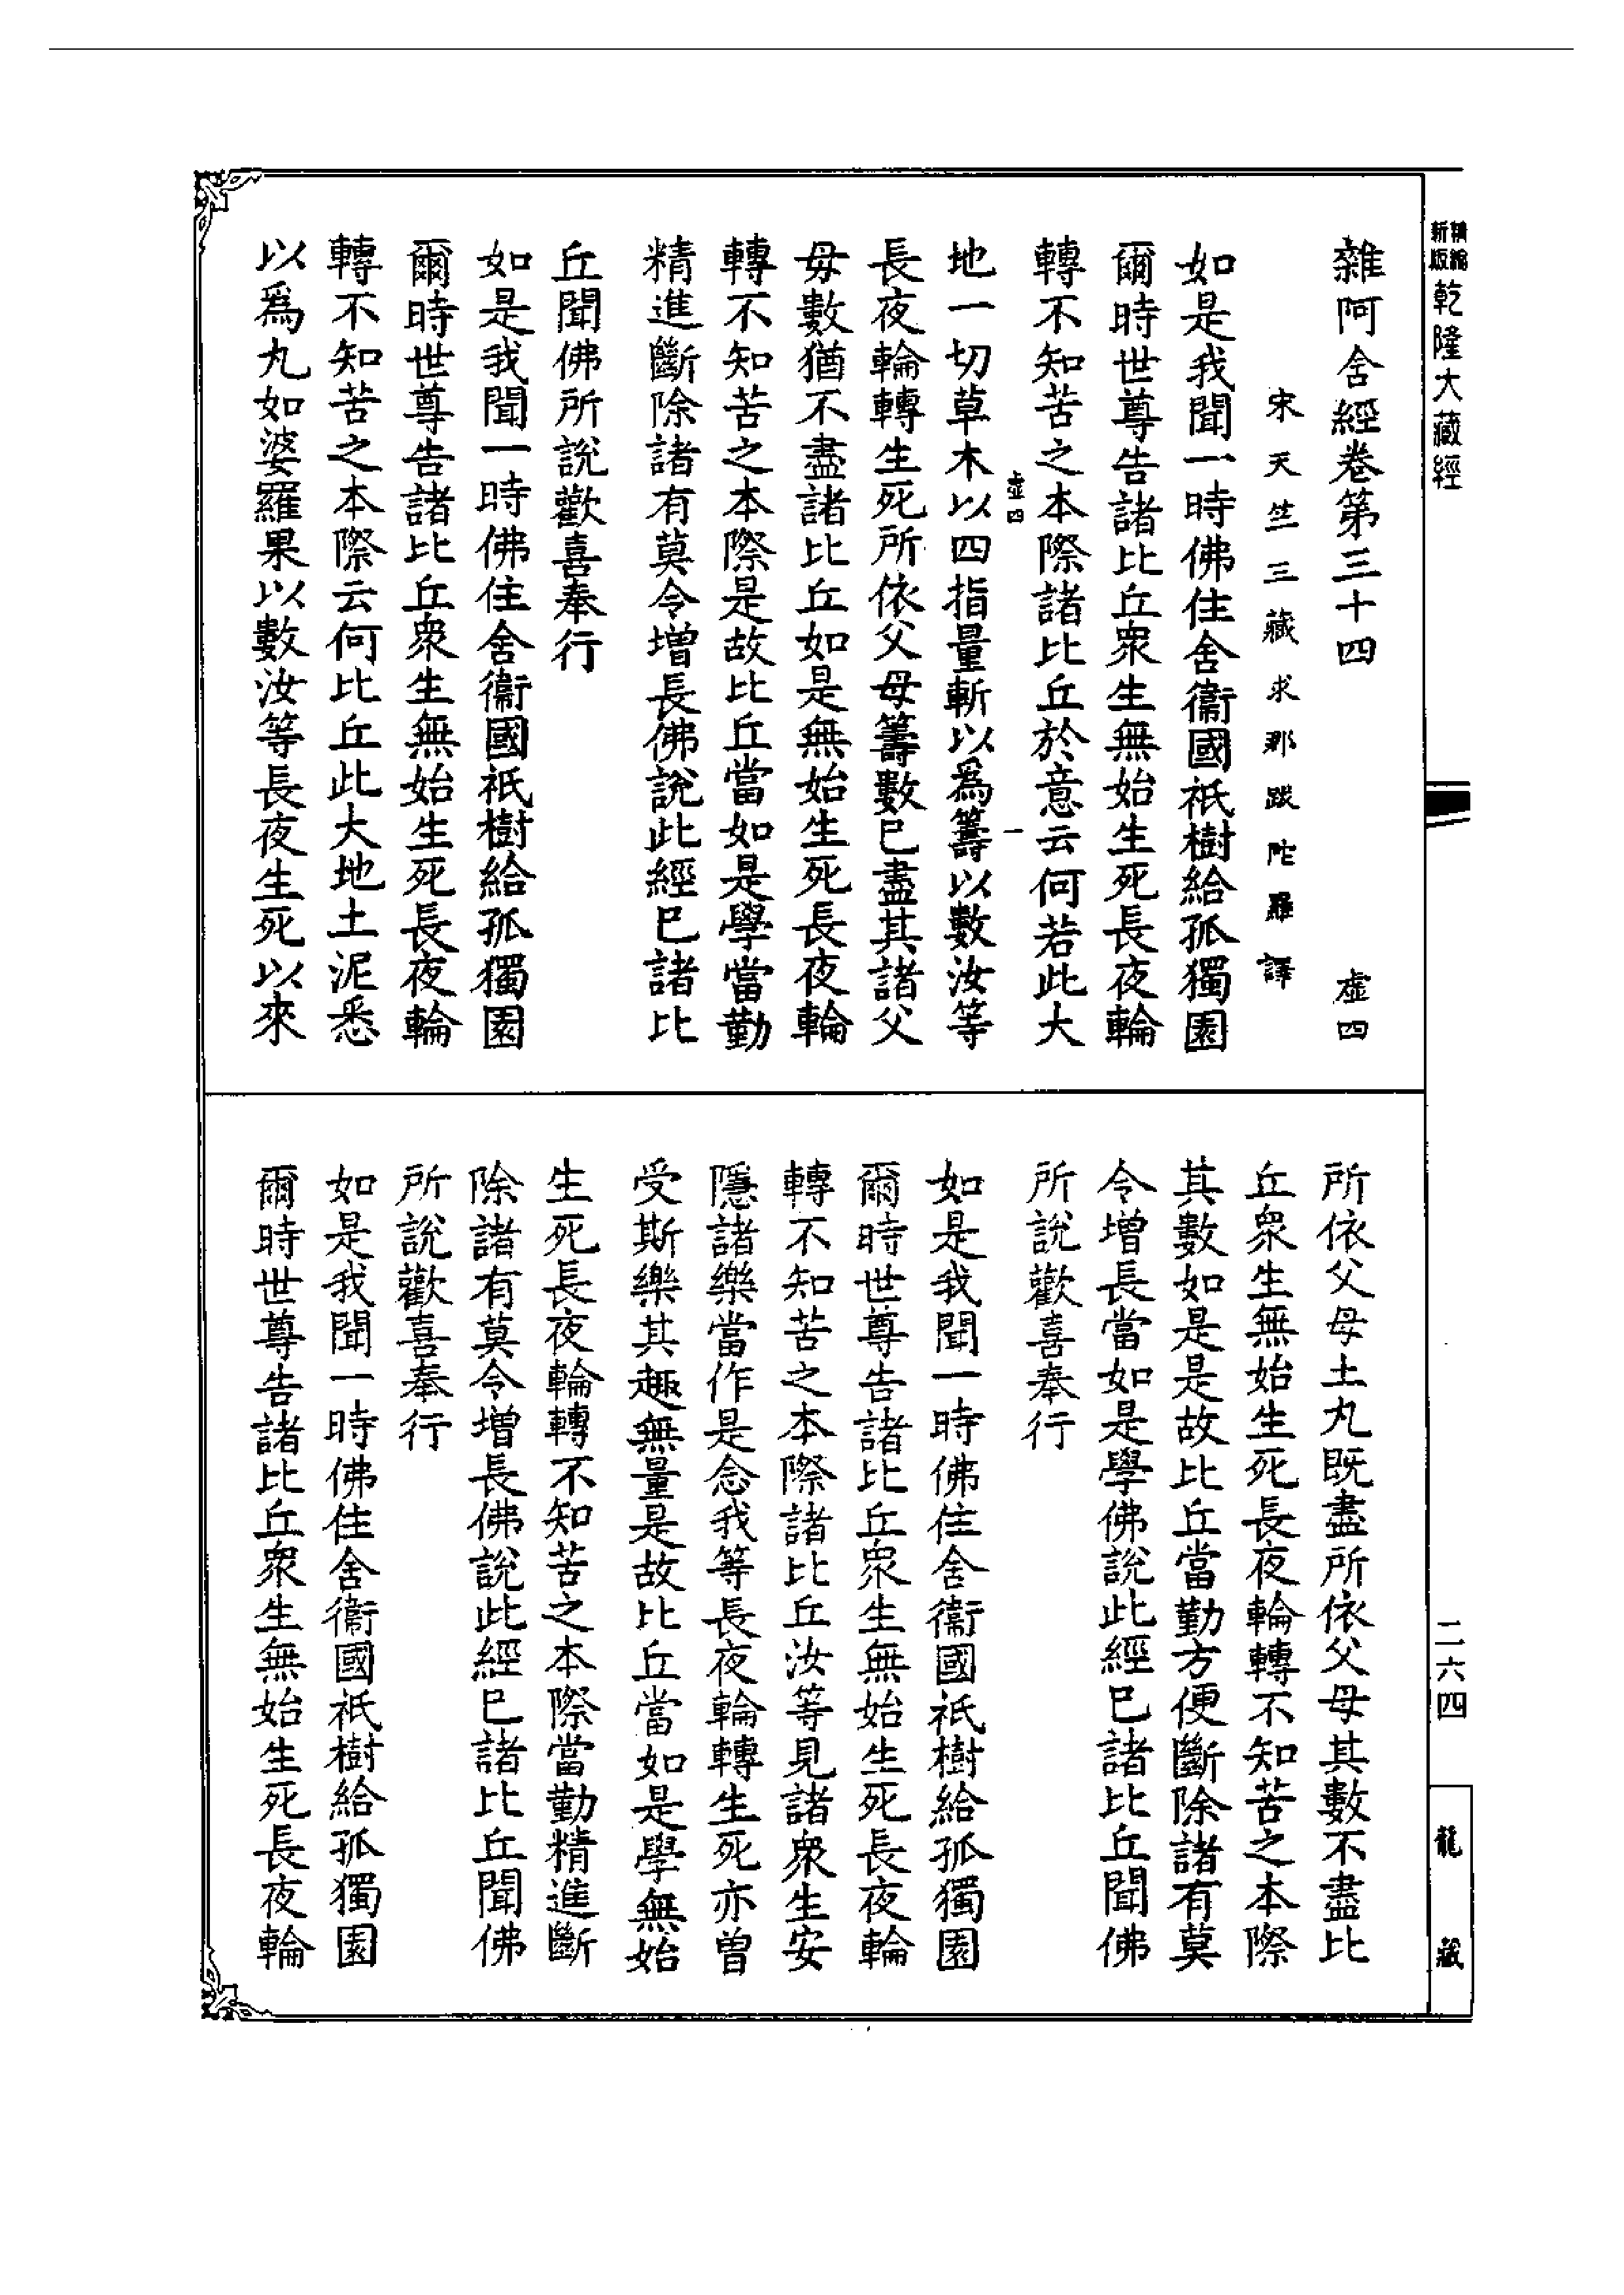 精編
新版
乾隆大藏經
雜阿舍經卷第三十四 虛四
宋天竺三藏求那跋陀羅譯
如是我聞一時佛住舍衞國祇樹給孤獨園
爾時世尊告諸比丘衆生無始生死長夜輪
轉不知苦之本際諸比丘於意云何若此大
虛四 一
地一切草木以四指量斬以爲籌以數汝等
長夜輪轉生死所依父母籌數已盡其諸父
母數猶不盡諸比丘如是無始生死長夜輪
轉不知苦之本際是故比丘當如是學當勤
精進斷除諸有莫令增長佛說此經已諸比
丘聞佛所說歡喜奉行
如是我聞一時佛住舍衞國祇樹給孤獨園
爾時世尊告諸比丘衆生無始生死長夜輪
轉不知苦之本際云何比丘此大地土泥悉
以爲丸如婆羅果以數汝等長夜生死以來
所依父母土丸既盡所依父母其數不盡比
丘衆生無始生死長夜輪轉不知苦之本際
其數如是是故比丘當勤方便斷除諸有莫
令增長當如是學佛說此經已諸比丘聞佛
所說歡喜奉行
如是我聞一時佛住舍衞國祇樹給孤獨園
爾時世尊告諸比丘衆生無始生死長夜輪
轉不知苦之本際諸比丘汝等見諸衆生安
隱諸樂當作是念我等長夜輪轉生死亦曾
受斯樂其趣無量是故比丘當如是學無始
生死長夜輪轉不知苦之本際當勤精進斷
除諸有莫令增長佛說此經已諸比丘聞佛
所說歡喜奉行
如是我聞一時佛住舍衞國祇樹給孤獨園
爾時世尊告諸比丘衆生無始生死長夜輪
二六四
龍藏